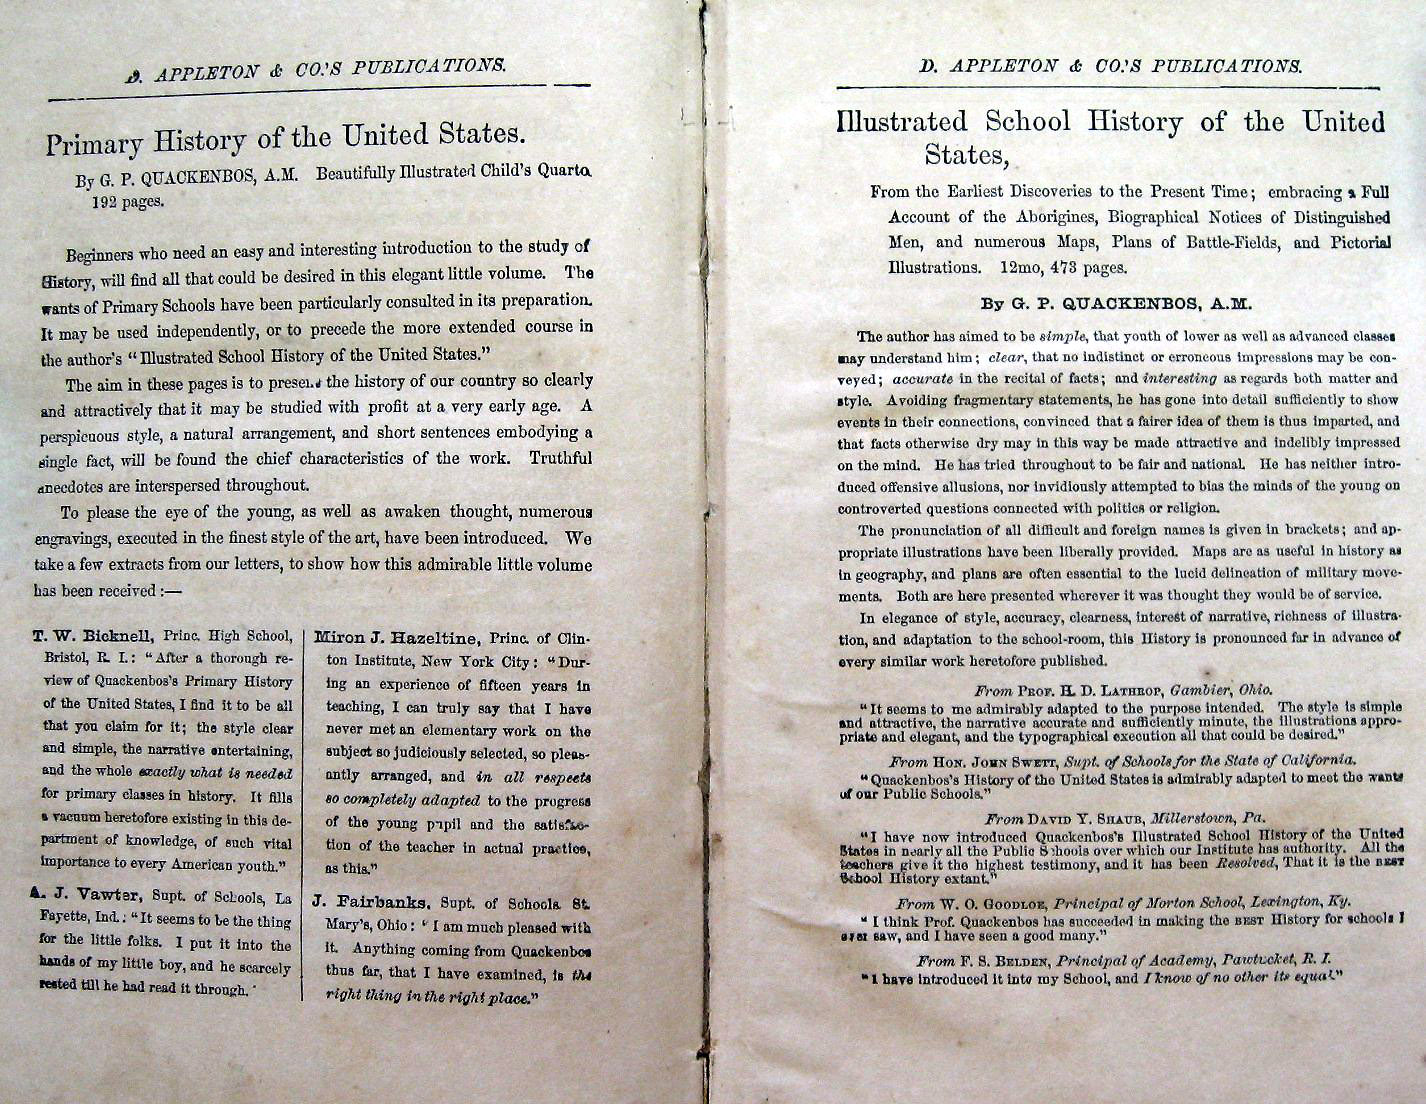 D. APPLETON & CO.'S PUBLICATIONS.
Primary History of the United States.
By G. P. QUACKENBOS, A.M. Beautifully Illustrated Child's Quarto.
192 pages.
Beginners who need an easy and interesting introduction to the study of
History, will find all that could be desired in this elegant little volume. The
wants of Primary Schools have been particularly consulted in its preparation.
It may be used independently, or to precede the more extended course in
the author's “Illustrated School History of the United States.”
The aim in these pages is to present the history of our country so clearly
and attractively that it may be studied with profit at a very early age. A
perspicuous style, a natural arrangement, and short sentences embodying a
single fact, will be found the chief characteristics of the work. Truthful
anecdotes are interspersed throughout.
To please the eye of the young, as well as awaken thought, numerous
engravings, executed in the finest style of the art, have been introduced. We
take a few extracts from our letters, to show how this admirable little volume
has been received :—
T. W. Bicknell, Princ. High School,
Bristol, R. I.: “After a thorough re-
view of Quackenbos's Primary History
of the United States, I find it to be all
that you claim for it; the style clear
and simple, the narrative entertaining,
and the whole exactly what is needed
for primary classes in history. It fills
a vacuum heretofore existing in this de-
partment of knowledge, of such vital
importance to every American youth.”
A. J. Vawter, Supt. of Schools, La
Fayette, Ind.: “It seems to be the thing
for the little folks. I put it into the
hands of my little boy, and he scarcely
rested till he had read it through.”
Miron J. Hazeltine, Princ. of Clin-
ton Institute, New York City: “Dur-
ing an experience of fifteen years in
teaching, I can truly say that I have
never met an elementary work on the
subject so judiciously selected, so pleas-
antly arranged, and in all respects
so completely adapted to the progress
of the young pupil and the satisfac-
tion of the teacher in actual practice,
as this.”
J. Fairbanks, Supt. of Schools St.
Mary's, Ohio: “I am much pleased with
it. Anything coming from Quackenbos
thus far, that I have examined, is the
right thing in the right place.”
D. APPLETON & CO.'S PUBLICATIONS.
Illustrated School History of the United
States,
From the Earliest Discoveries to the Present Time; embracing a Full
Account of the Aborigines, Biographical Notices of Distinguished
Men, and numerous Maps, Plans of Battle-Fields, and Pictorial
Illustrations. 12mo, 473 pages.
By G. P. QUACKENBOS, A.M.
The author has aimed to be simple, that youth of lower as well as advanced classes
may understand him; clear, that no indistinct or erroneous impressions may be con-
veyed; accurate in the recital of facts; and interesting as regards both matter and
style. Avoiding fragmentary statements, he has gone into detail sufficiently to show
events in their connections, convinced that a fairer idea of them is thus imparted, and
that facts otherwise dry may in this way be made attractive and indelibly impressed
on the mind. He has tried throughout to be fair and national. He has neither intro-
duced offensive allusions, nor invidiously attempted to bias the minds of the young on
controverted questions connected with politics or religion.
The pronunciation of all difficult and foreign names is given in brackets; and ap-
propriate illustrations have been liberally provided. Maps are as useful in history as
in geography, and plans are often essential to the lucid delineation of military move-
ments. Both are here presented wherever it was thought they would be of service.
In elegance of style, accuracy, clearness, interest of narrative, richness of illustra-
tion, and adaptation to the school-room, this History is pronounced far in advance of
every similar work heretofore published.
From PROF. H. D. LATHROP, Gambier, Ohio.
“It seems to me admirably adapted to the purpose intended. The style is simple
and attractive, the narrative accurate and sufficiently minute, the illustrations appro-
priate and elegant, and the typographical execution all that could be desired.”
From HON. JOHN SWETT, Supt. of Schools for the State of California.
“Quackenbos's History of the United States is admirably adapted to meet the wants
of our Public Schools.”
From DAVID Y. SHAUB, Millerstown, Pa.
“I have now introduced Quackenbos's Illustrated School History of the United
States in nearly all the Public Schools over which our Institute has authority. All the
teachers give it the highest testimony, and it has been Resolved, That it is the BEST
School History extant.”
From W. O. GOODLOE, Principal of Morton School, Lexington, Ky.
“I think Prof. Quackenbos has succeeded in making the BEST History for schools I
ever saw, and I have seen a good many.”
From F. S. BELDEN, Principal of Academy, Pawtucket, R. I.
“I have introduced it into my School, and I know of no other its equal.”